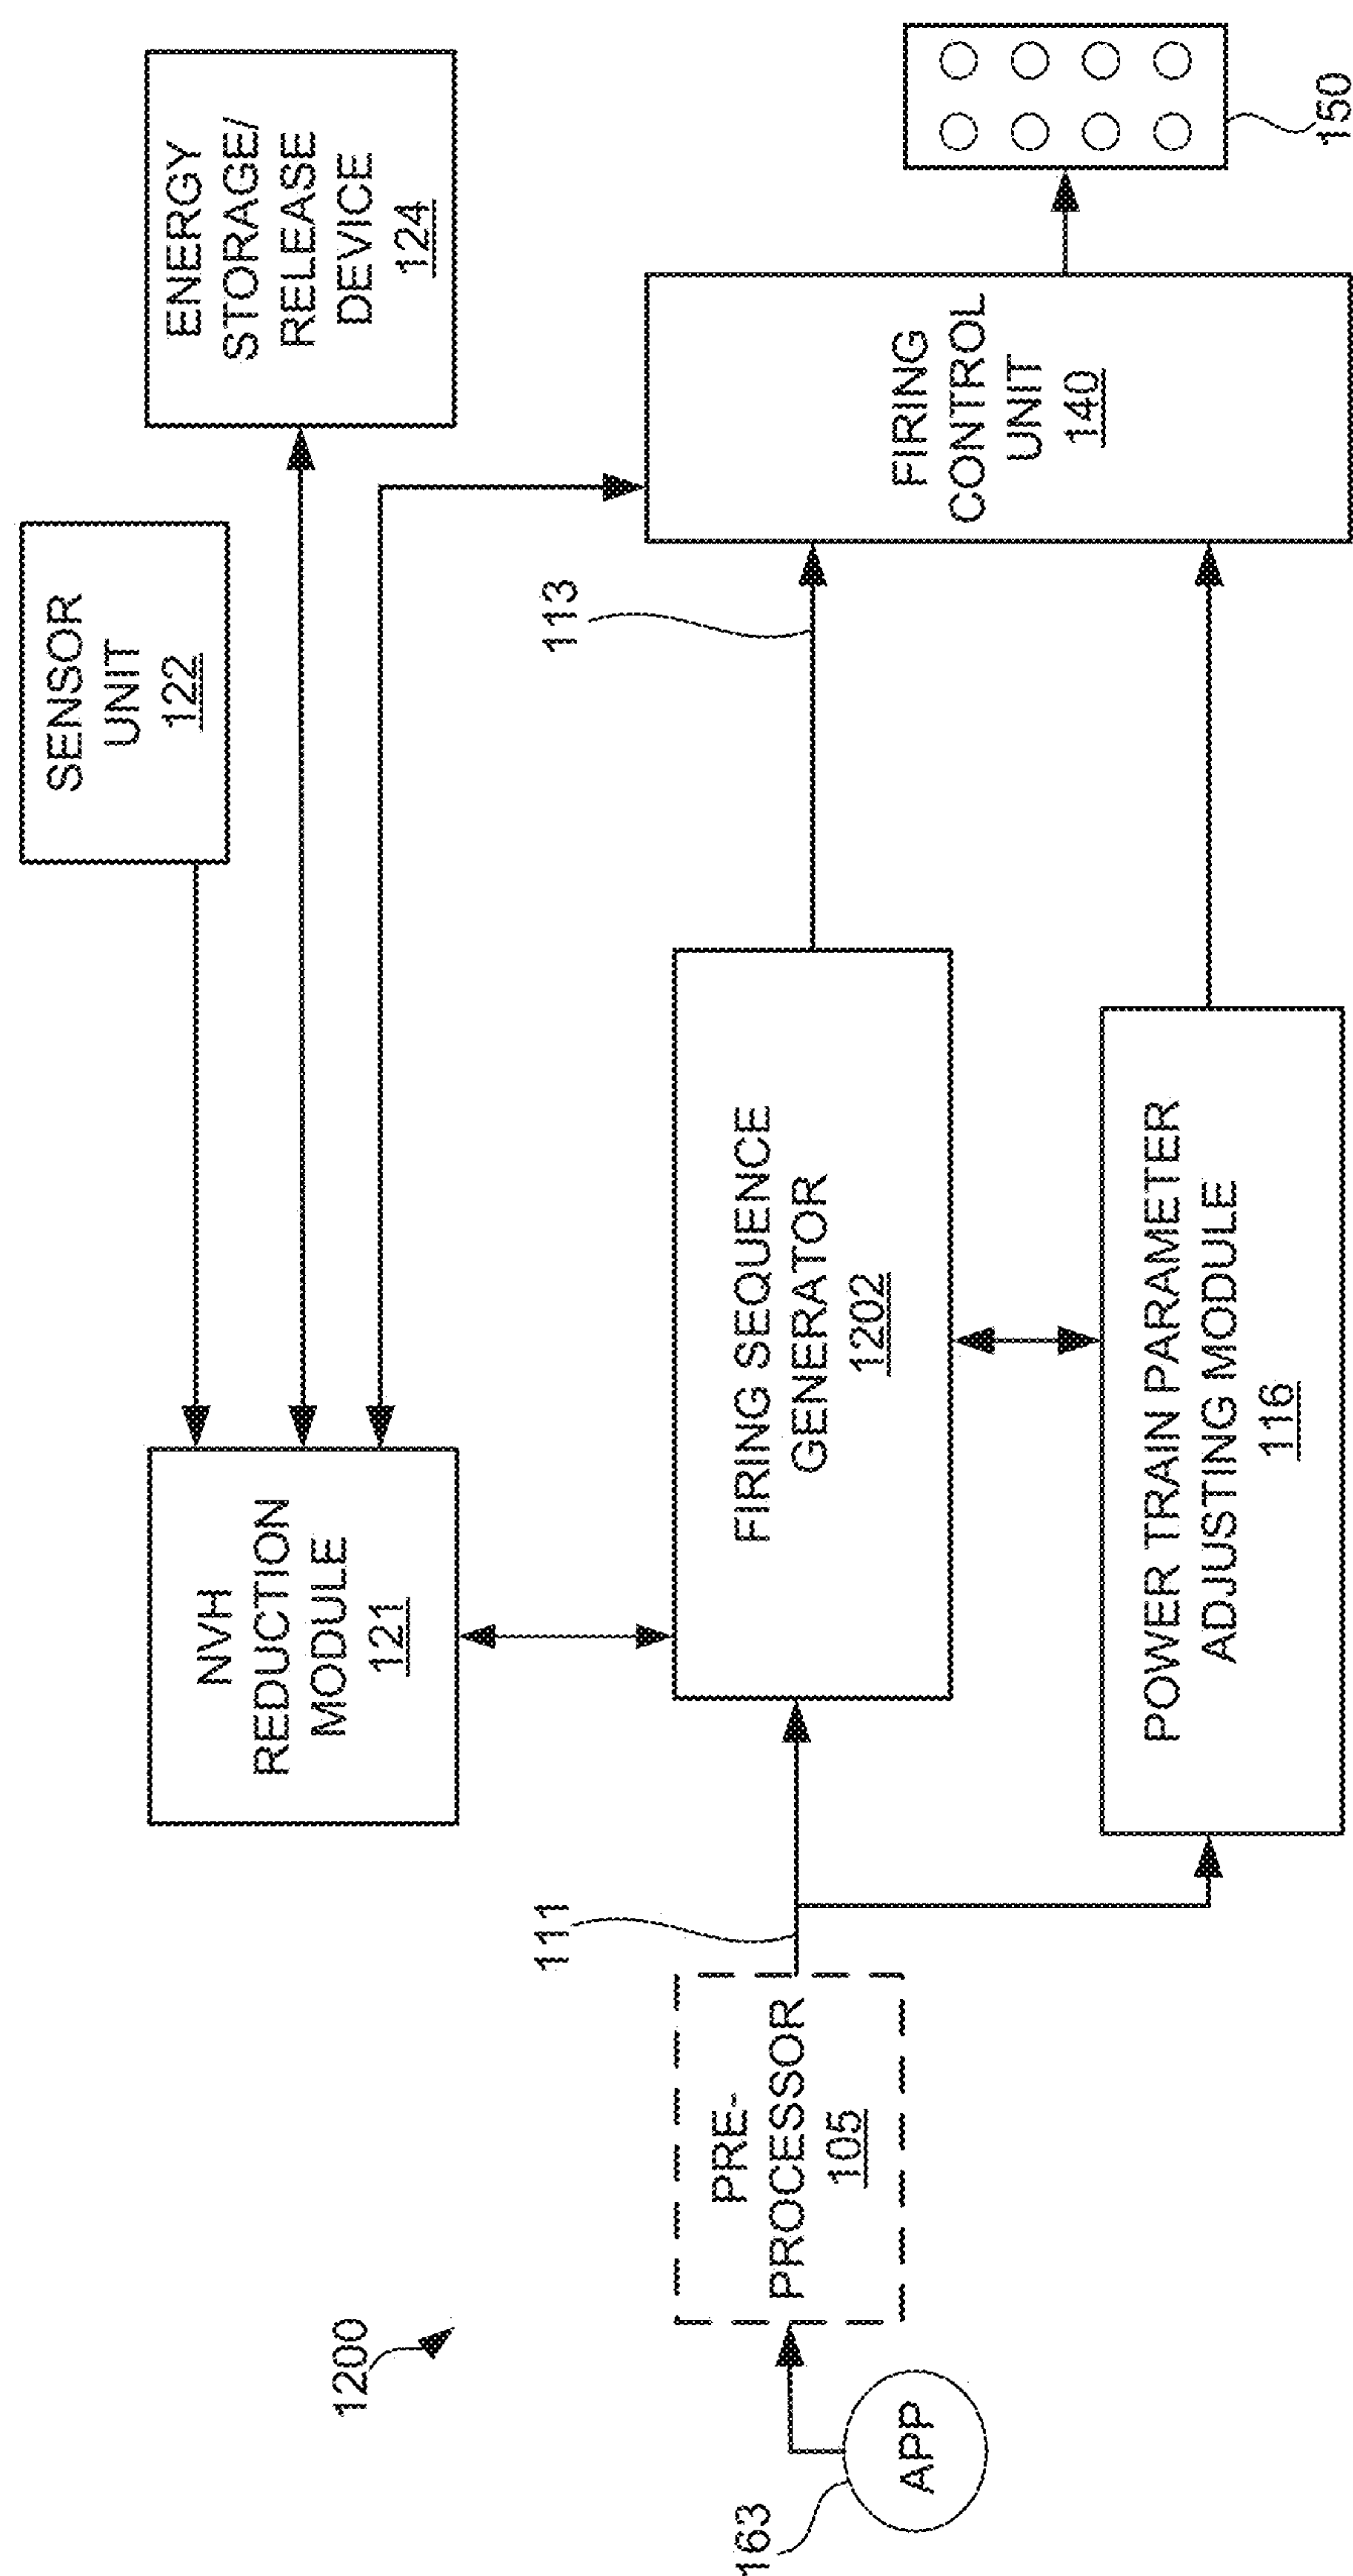 1200
SENSOR
UNIT
122
NVH
REDUCTION
MODULE
121
ENERGY
STORAGE/
RELEASE
DEVICE
124
111
113
163
APP
PRE-
PROCESSOR
105
FIRING SEQUENCE
GENERATOR
1202
FIRING
CONTROL
UNIT
140
150
POWER TRAIN PARAMETER
ADJUSTING MODULE
116